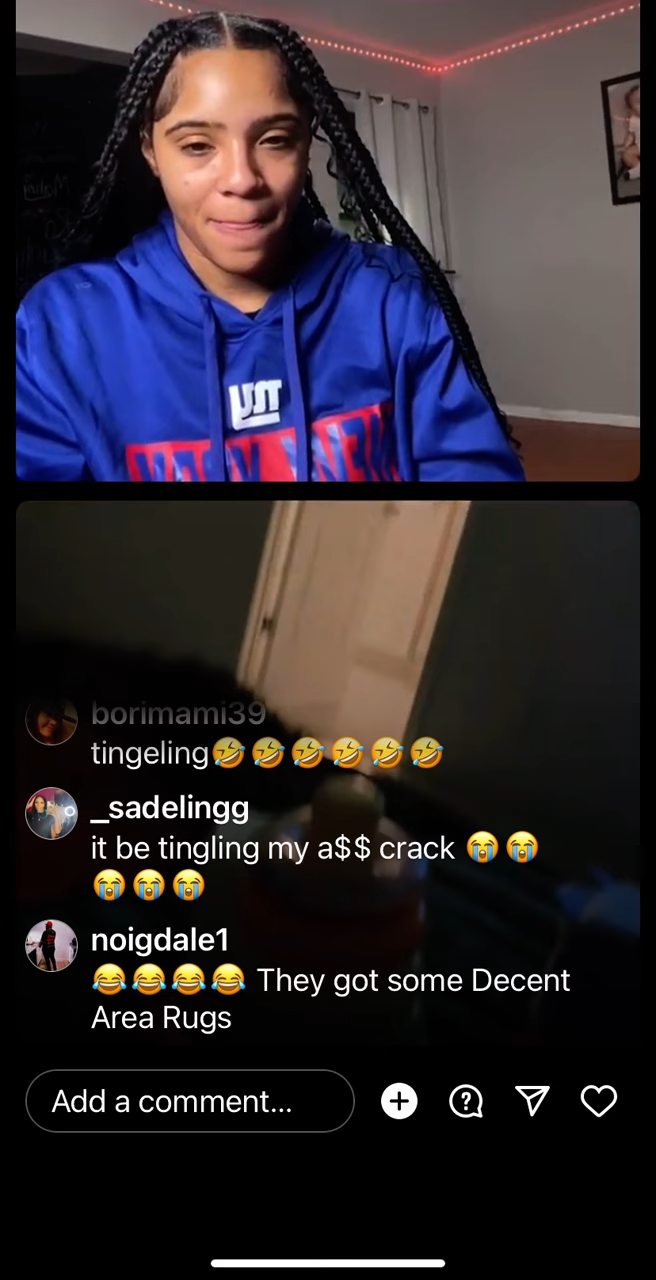 borimami39
tingeling🤣🤣🤣🤣🤣🤣
_sadelingg
it be tingling my a$$ crack 😭😭
😭😭😭
noigdale1
😂😂😂😂 They got some Decent
Area Rugs
Add a comment...